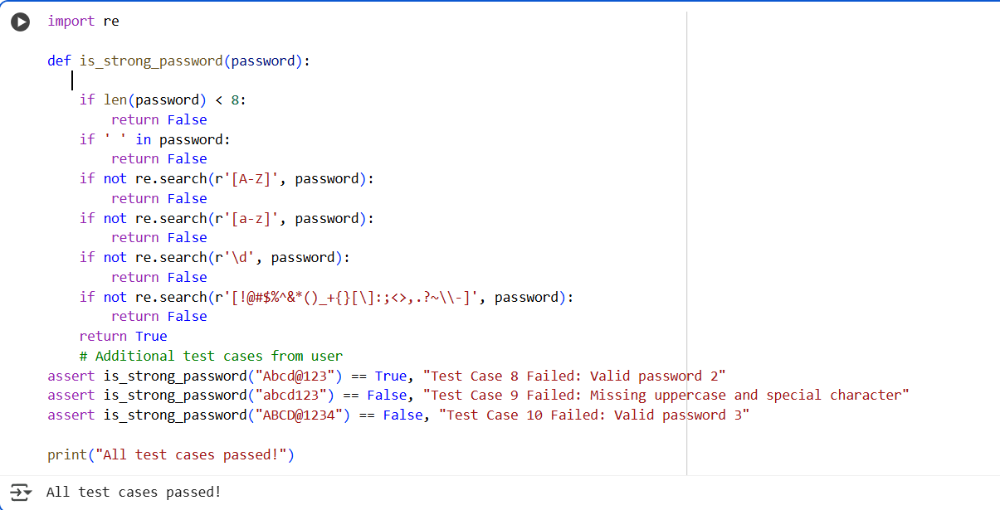 import re
def is_strong_password(password):
if len(password) < 8:
return False
if ' ' in password:
return False
if not re.search(r'[A-Z]', password):
return False
if not re.search(r'[a-z]', password):
return False
if not re.search(r'\d', password):
return False
if not re.search(r'[!@#$%^&*()_+{}[\]:;<>,.?~\\-]', password):
return False
return True
# Additional test cases from user
assert is_strong_password("Abcd@123") == True, "Test Case 8 Failed: Valid password 2"
assert is_strong_password("abcd123") == False, "Test Case 9 Failed: Missing uppercase and special character"
assert is_strong_password("ABCD@1234") == False, "Test Case 10 Failed: Valid password 3"
print("All test cases passed!")
All test cases passed!